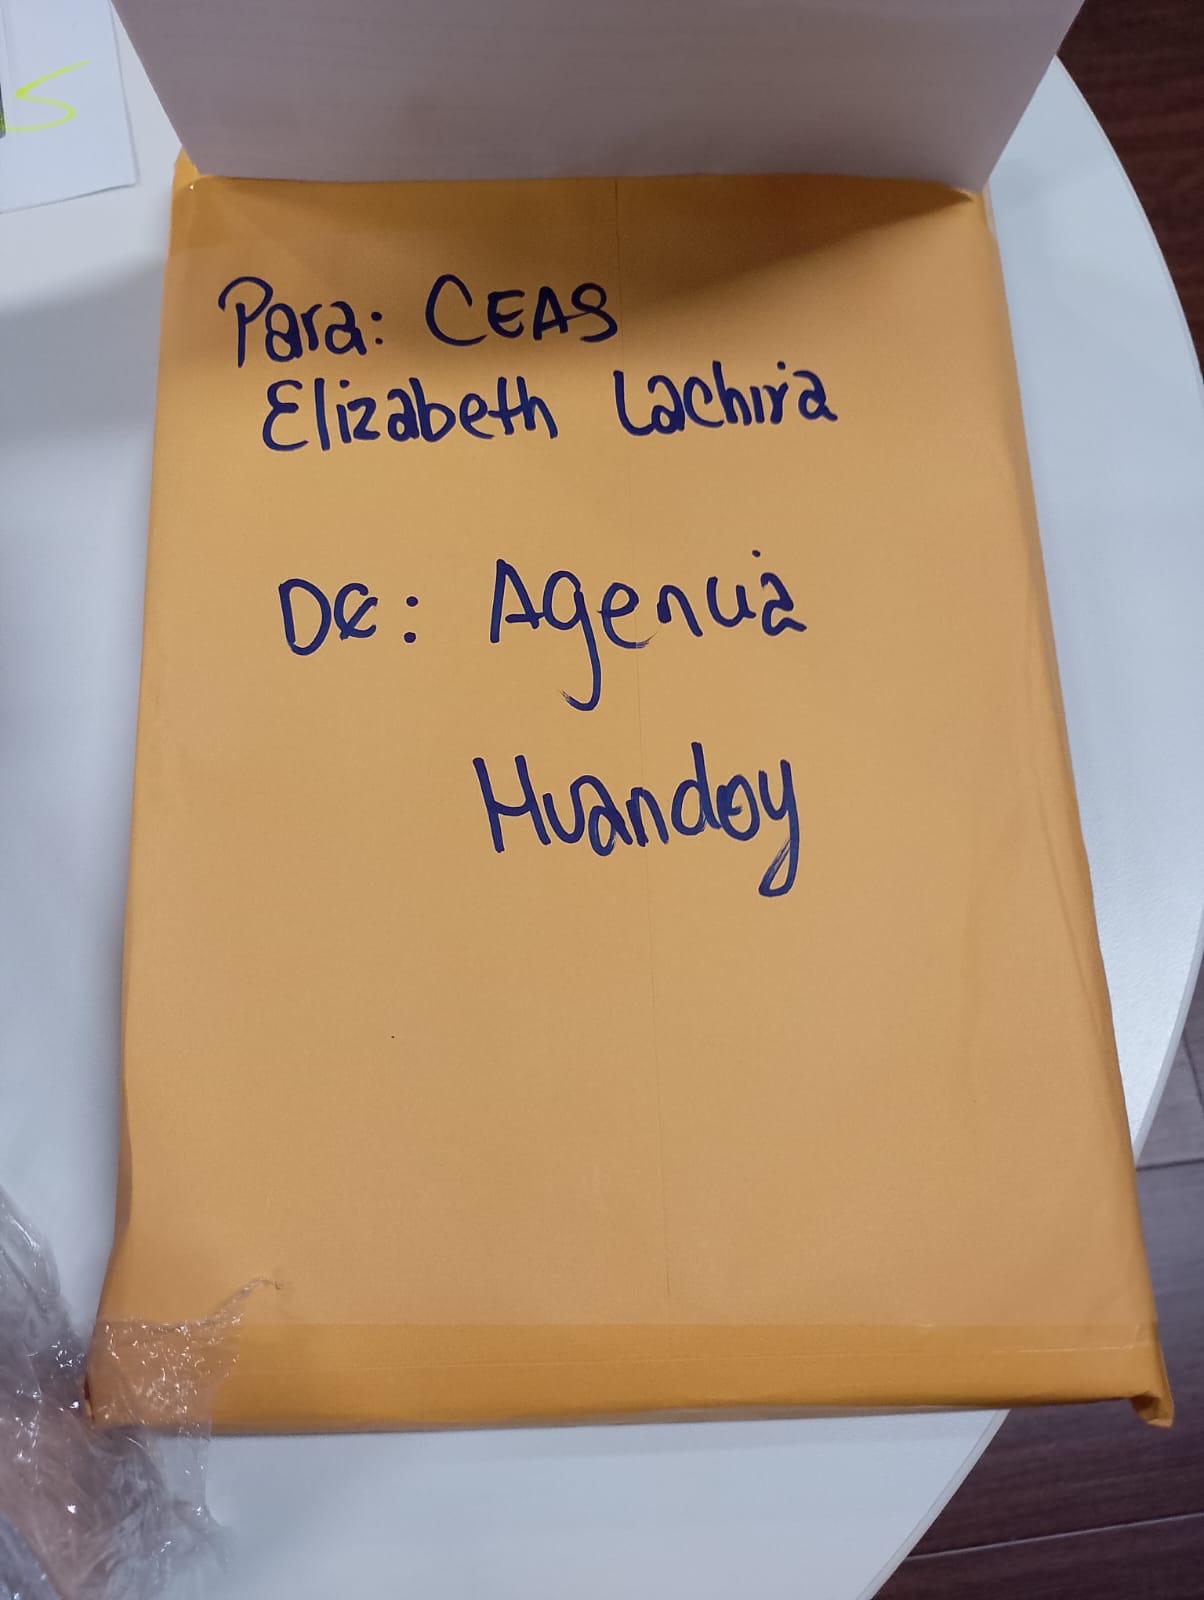 Para: CEAS
Elizabeth Lachira
De: Agencia
Huandoy